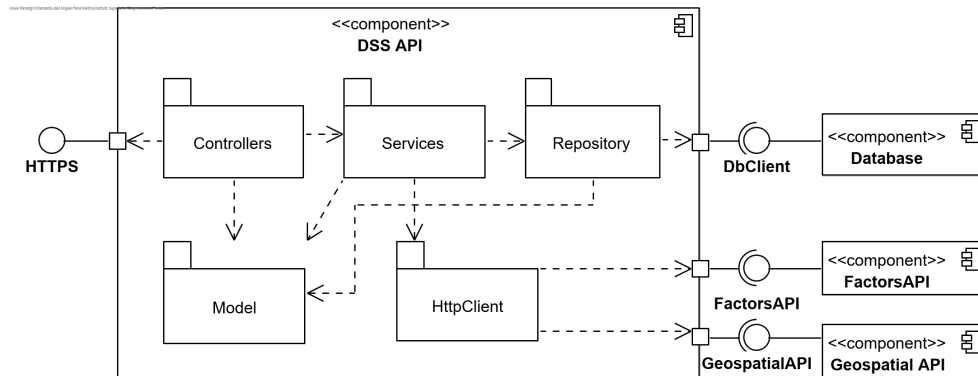 <<component>>
DSS API
Controllers
Services
Repository
HTTPS
DbClient
<<component>>
Database
Model
HttpClient
FactorsAPI
<<component>>
FactorsAPI
GeospatialAPI
<<component>>
Geospatial API